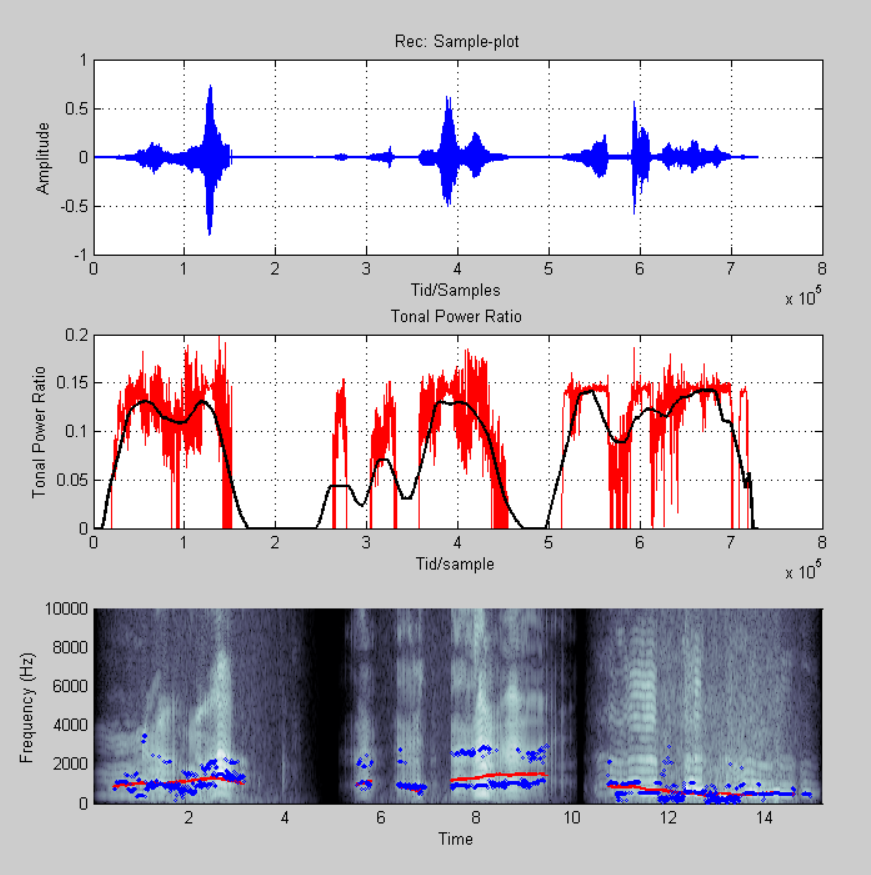 Rec: Sample-plot
1
0.5
0
-0.5
-1
Amplitude
0 1 2 3 4 5 6 7 8
Tid/Samples
x 10^5
Tonal Power Ratio
0.2
0.15
0.1
0.05
0
Tonal Power Ratio
0 1 2 3 4 5 6 7 8
Tid/sample
x 10^5
10000
8000
6000
4000
2000
0
Frequency (Hz)
2 4 6 8 10 12 14
Time